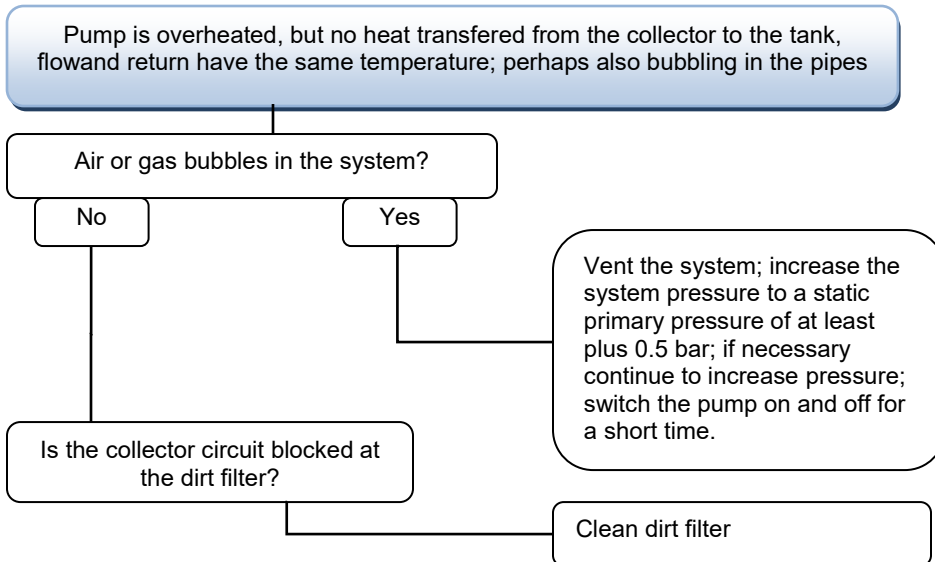 Pump is overheated, but no heat transfered from the collector to the tank,
flowand return have the same temperature; perhaps also bubbling in the pipes
Air or gas bubbles in the system?
No
Yes
Vent the system; increase the
system pressure to a static
primary pressure of at least
plus 0.5 bar; if necessary
continue to increase pressure;
switch the pump on and off for
a short time.
Is the collector circuit blocked at
the dirt filter?
Clean dirt filter